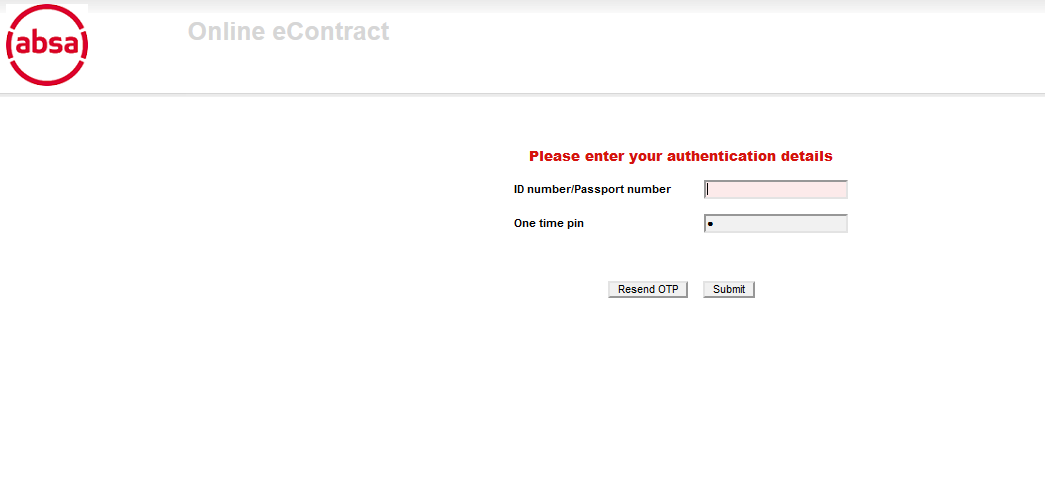 absa
Online eContract
Please enter your authentication details
ID number/Passport number
One time pin
Resend OTP
Submit